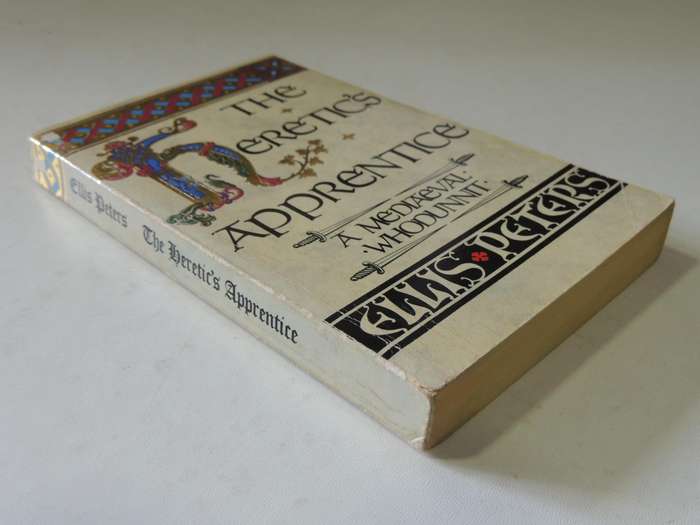 THE
HERETIC'S
APPRENTICE
A MEDIAEVAL
·WHODUNNIT·
ELLIS PETERS
Ellis Peters The Heretic's Apprentice